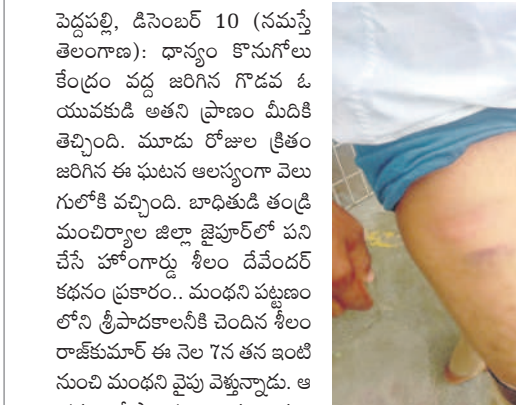 పెద్దపల్లి, డిసెంబర్ 10 (నమస్తే
తెలంగాణ): ధాన్యం కొనుగోలు
కేంద్రం వద్ద జరిగిన గొడవ ఓ
యువకుడి అతని ప్రాణం మీదికి
తెచ్చింది. మూడు రోజుల క్రితం
జరిగిన ఈ ఘటన ఆలస్యంగా వెలు
గులోకి వచ్చింది. బాధితుడి తండ్రి
మంచిర్యాల జిల్లా జైపూర్‌లో పని
చేసే హోంగార్డు శీలం దేవేందర్
కథనం ప్రకారం.. మంథని పట్టణం
లోని శ్రీపాదకాలనీకి చెందిన శీలం
రాజ్‌కుమార్ ఈ నెల 7న తన ఇంటి
నుంచి మంథని వైపు వెళ్తున్నాడు. ఆ